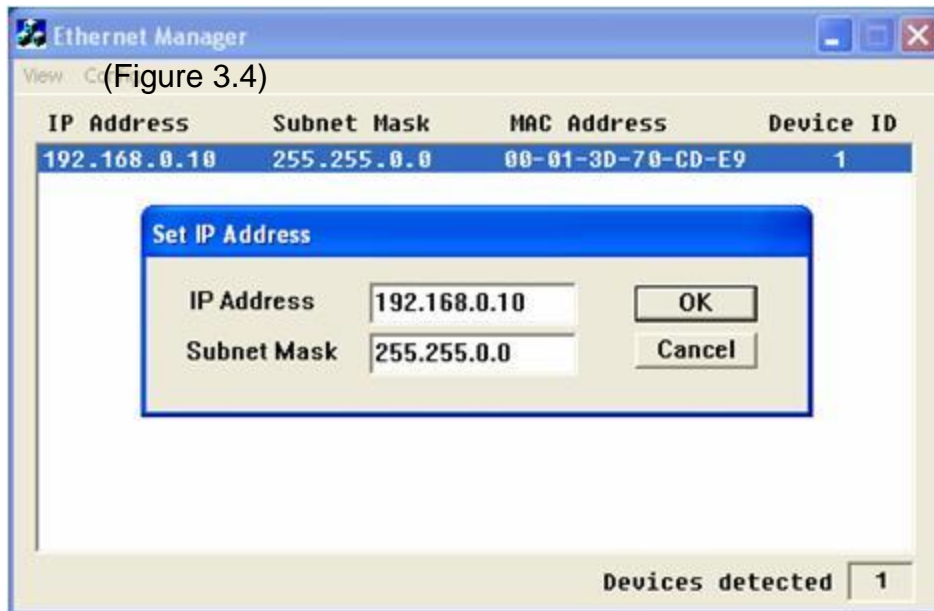 Ethernet Manager
View
(Figure 3.4)
IP Address Subnet Mask MAC Address Device ID
192.168.0.10 255.255.0.0 00-01-3D-70-CD-E9 1
Set IP Address
IP Address 192.168.0.10 OK
Subnet Mask 255.255.0.0 Cancel
Devices detected 1